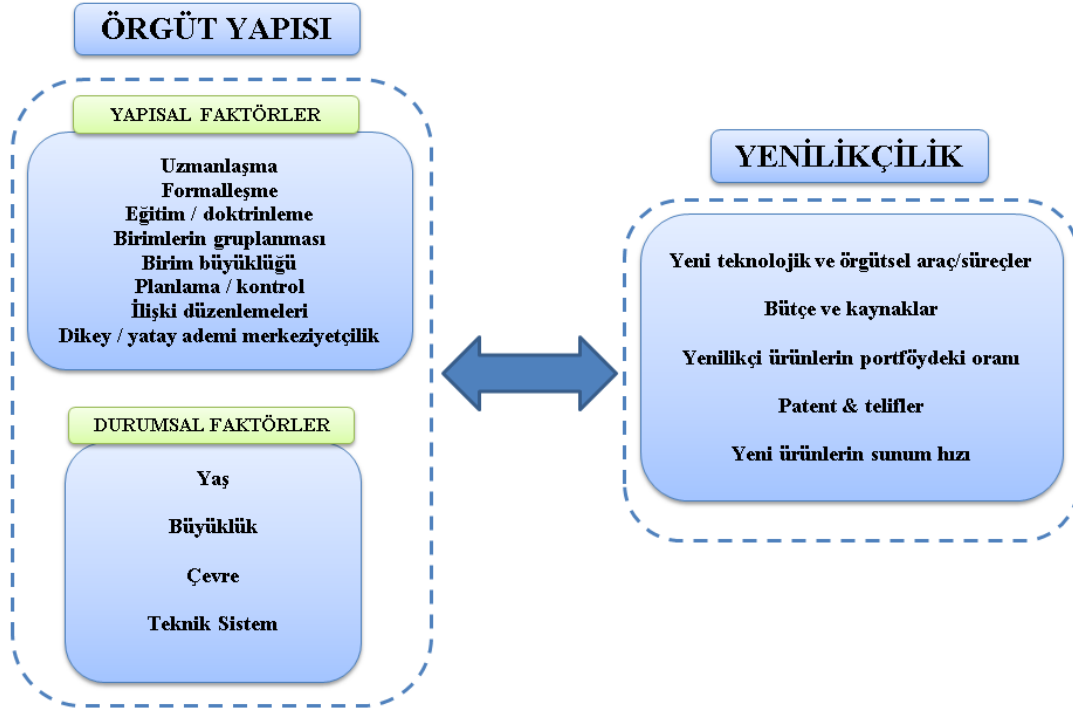 ÖRGÜT YAPISI
YAPISAL FAKTÖRLER
Uzmanlaşma
Formalleşme
Eğitim / doktrinleme
Birimlerin gruplanması
Birim büyüklüğü
Planlama / kontrol
İlişki düzenlemeleri
Dikey / yatay ademi merkeziyetçilik
DURUMSAL FAKTÖRLER
Yaş
Büyüklük
Çevre
Teknik Sistem
YENİLİKÇİLİK
Yeni teknolojik ve örgütsel araç/süreçler
Bütçe ve kaynaklar
Yenilikçi ürünlerin portföydeki oranı
Patent & telifler
Yeni ürünlerin sunum hızı